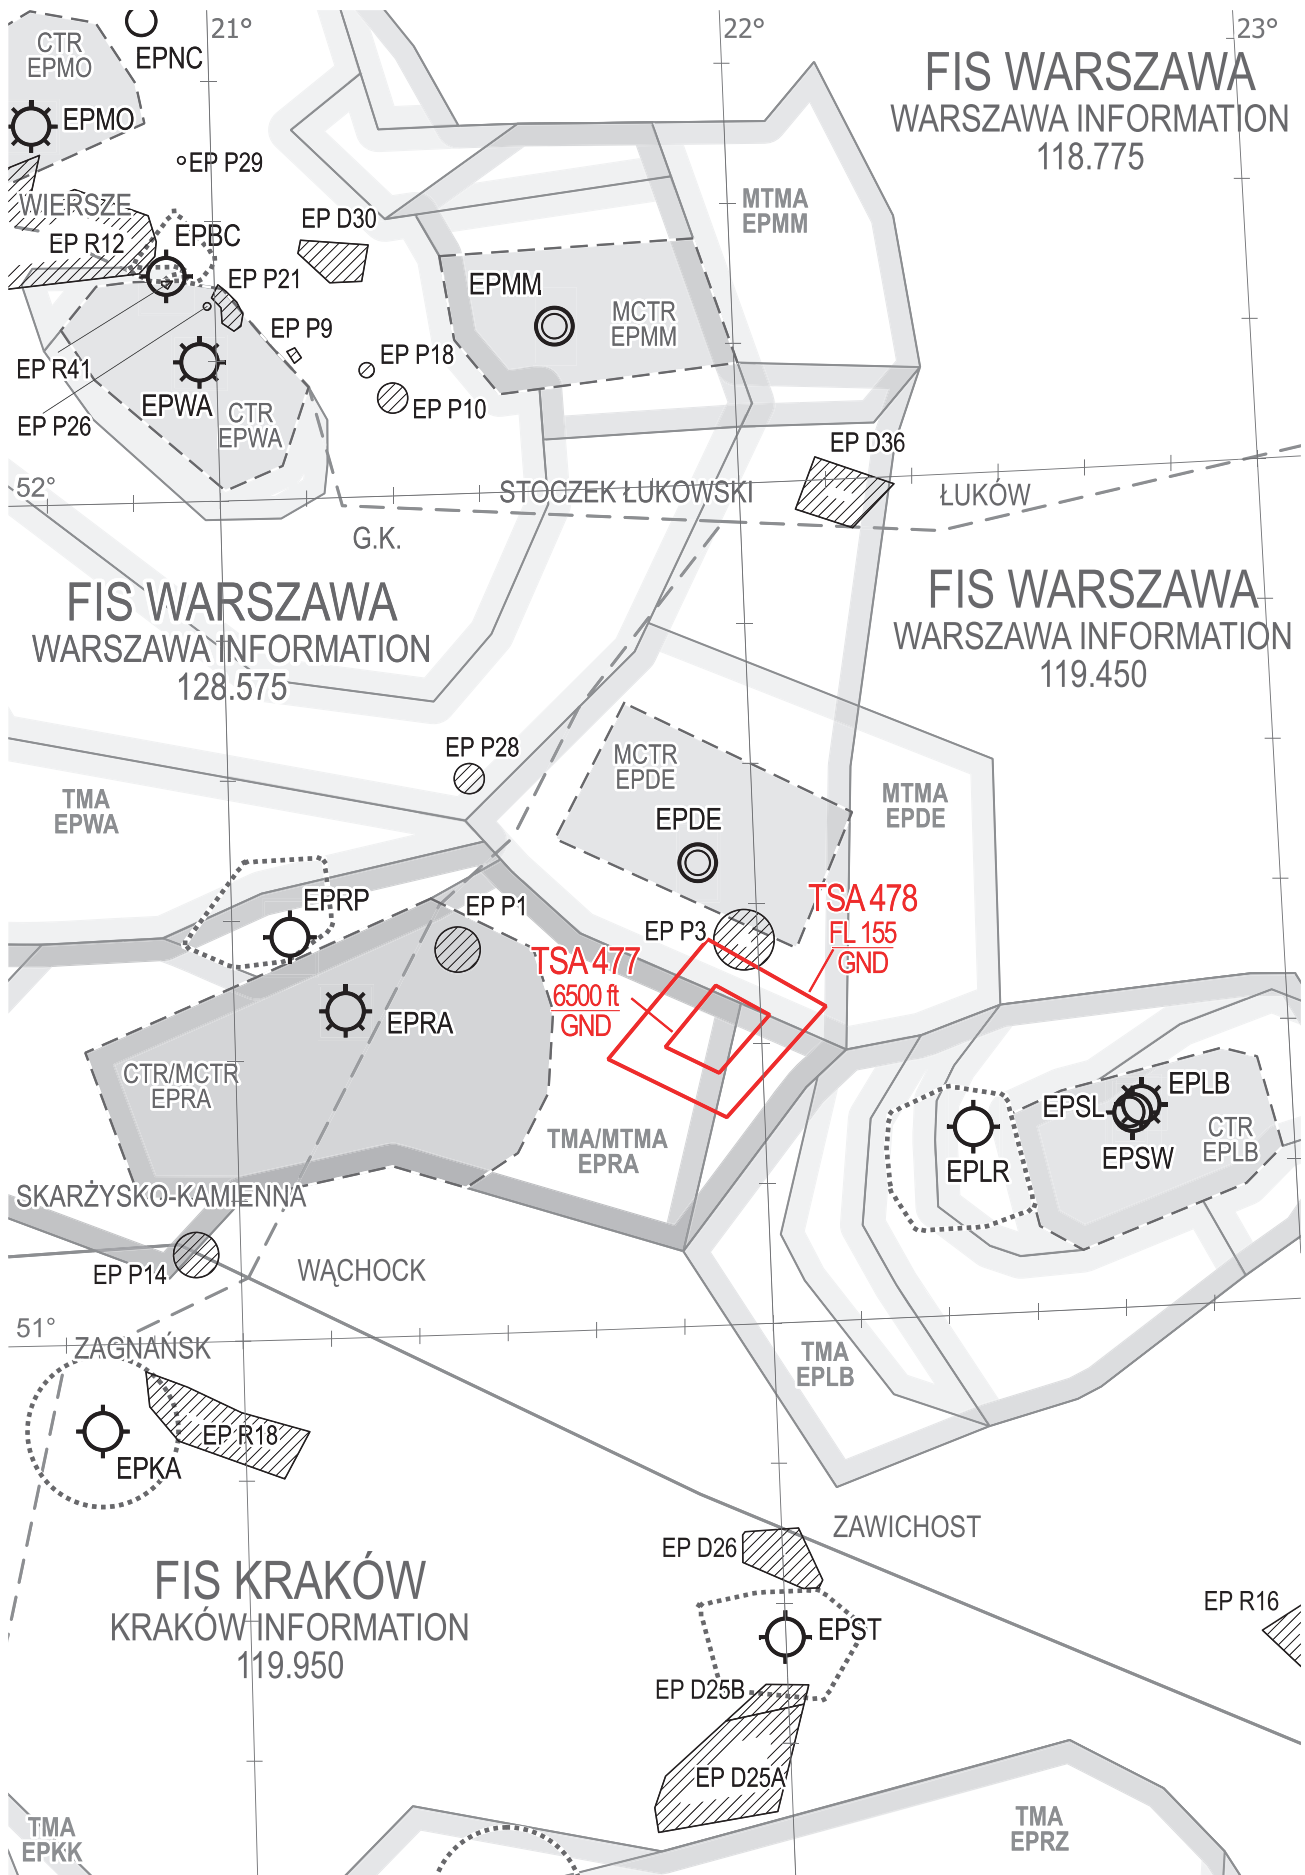 21°
22°
23°
CTR
EPMO
EPNC
FIS WARSZAWA
WARSZAWA INFORMATION
118.775
EPMO
EP P29
WIERSZE
EP R12
EPBC
EP D30
MTMA
EPMM
EP P21
EPMM
MCTR
EPMM
EP P9
EP P18
EP R41
EPWA
EP P10
EP P26
CTR
EPWA
EP D36
52°
STOCZEK ŁUKOWSKI
ŁUKÓW
G.K.
FIS WARSZAWA
WARSZAWA INFORMATION
128.575
FIS WARSZAWA
WARSZAWA INFORMATION
119.450
EP P28
MCTR
EPDE
TMA
EPWA
MTMA
EPDE
EPDE
EPRP
EP P1
EP P3
TSA 478
FL 155
GND
TSA 477
6500 ft
GND
EPRA
CTR/MCTR
EPRA
EPLB
EPSL
CTR
EPLB
EPSW
EPLR
TMA/MTMA
EPRA
SKARŻYSKO-KAMIENNA
EP P14
WĄCHOCK
51°
ZAGNAŃSK
TMA
EPLB
EP R18
EPKA
ZAWICHOST
EP D26
FIS KRAKÓW
KRAKÓW INFORMATION
119.950
EP R16
EPST
EP D25B
EP D25A
TMA
EPKK
TMA
EPRZ